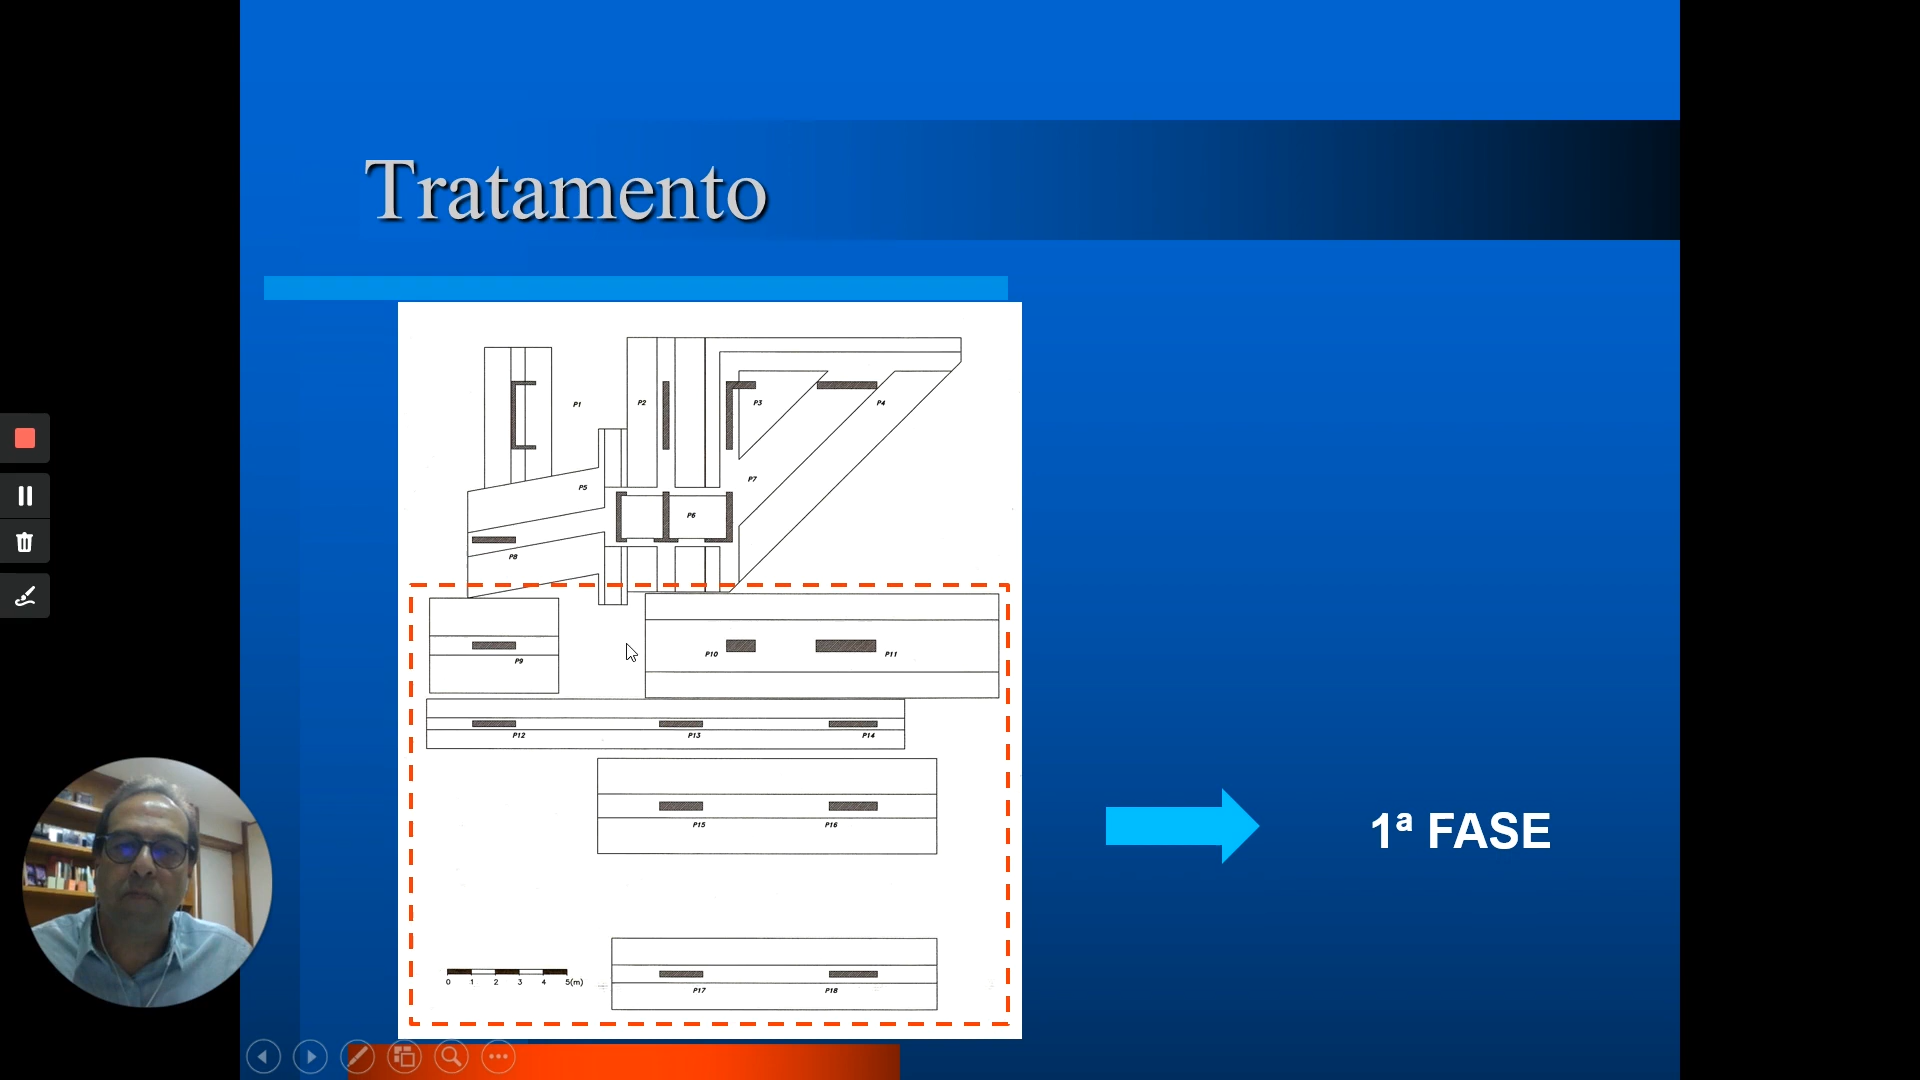 Tratamento
P1
P2
P3
P4
P5
P7
P6
P8
P9
P10
P11
P12
P13
P14
P15
P16
1ª FASE
0 1 2 3 4 5(m)
P17
P18